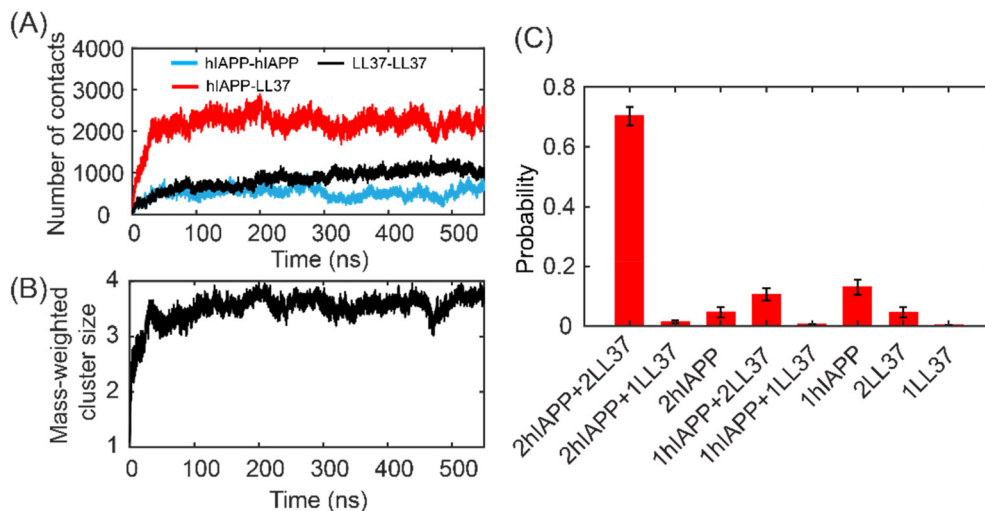 (A)
Number of contacts
4000
3000
2000
1000
0
hIAPP-hIAPP
LL37-LL37
hIAPP-LL37
0 100 200 300 400 500
Time (ns)
(B)
Mass-weighted
cluster size
4
3
2
1
0 100 200 300 400 500
Time (ns)
(C)
Probability
0.8
0.6
0.4
0.2
0
2hIAPP+2LL37
2hIAPP+1LL37
2hIAPP
1hIAPP+2LL37
1hIAPP+1LL37
1hIAPP
2LL37
1LL37